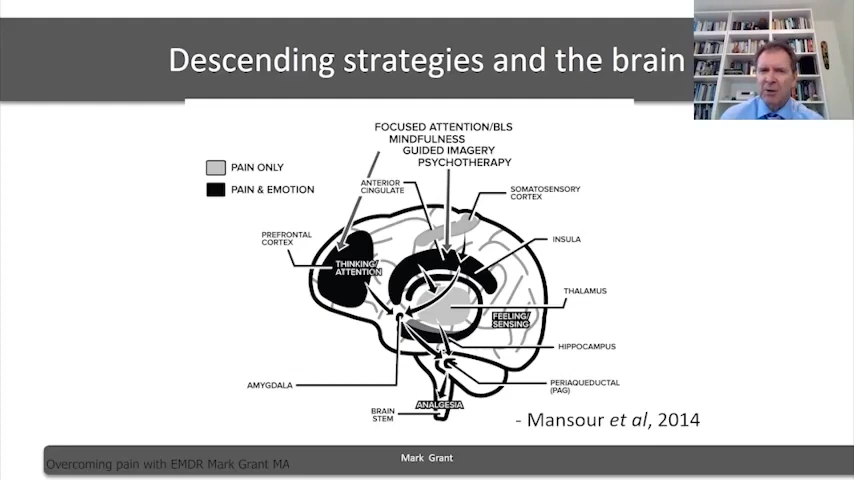 Descending strategies and the brain
FOCUSED ATTENTION/BLS
MINDFULNESS
GUIDED IMAGERY
PSYCHOTHERAPY
PAIN ONLY
PAIN & EMOTION
ANTERIOR
CINGULATE
SOMATOSENSORY
CORTEX
PREFRONTAL
CORTEX
INSULA
THINKING/
ATTENTION
THALAMUS
FEELING/
SENSING
HIPPOCAMPUS
AMYGDALA
PERIAQUEDUCTAL
(PAG)
ANALGESIA
BRAIN
STEM
- Mansour et al, 2014
Mark Grant
Overcoming pain with EMDR Mark Grant MA